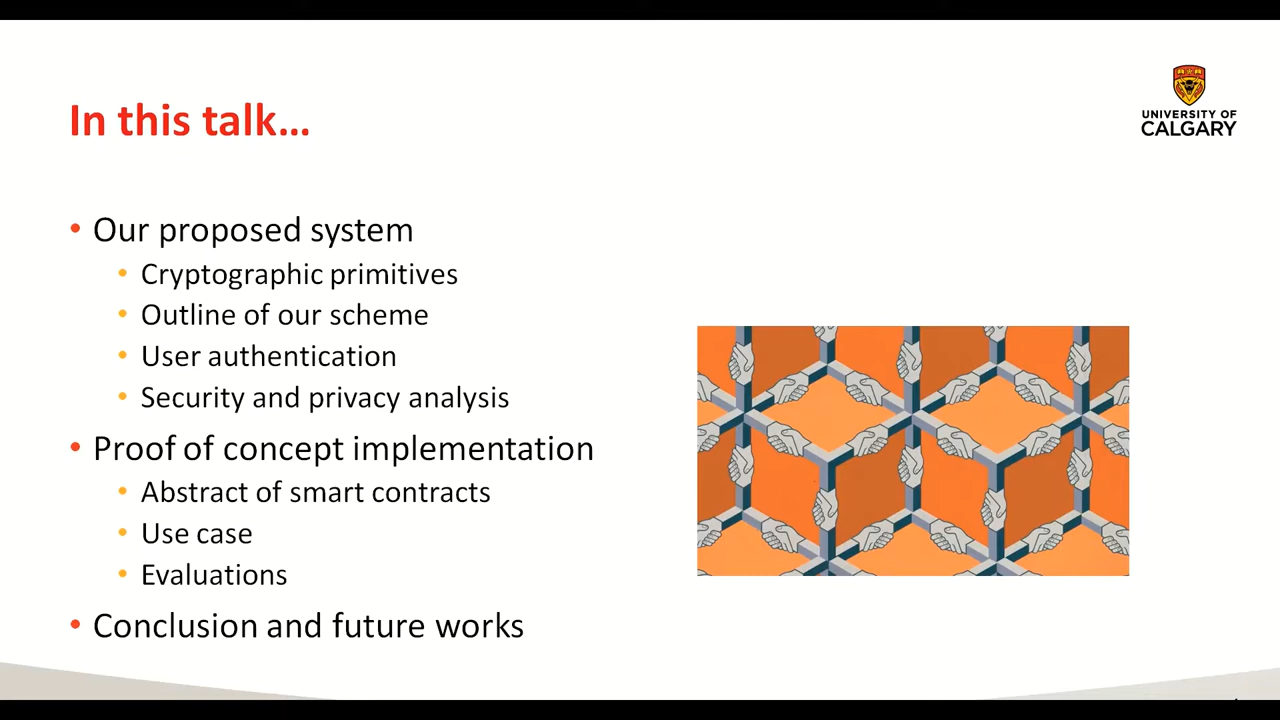 In this talk...
UNIVERSITY OF
CALGARY
• Our proposed system
• Cryptographic primitives
• Outline of our scheme
• User authentication
• Security and privacy analysis
• Proof of concept implementation
• Abstract of smart contracts
• Use case
• Evaluations
• Conclusion and future works